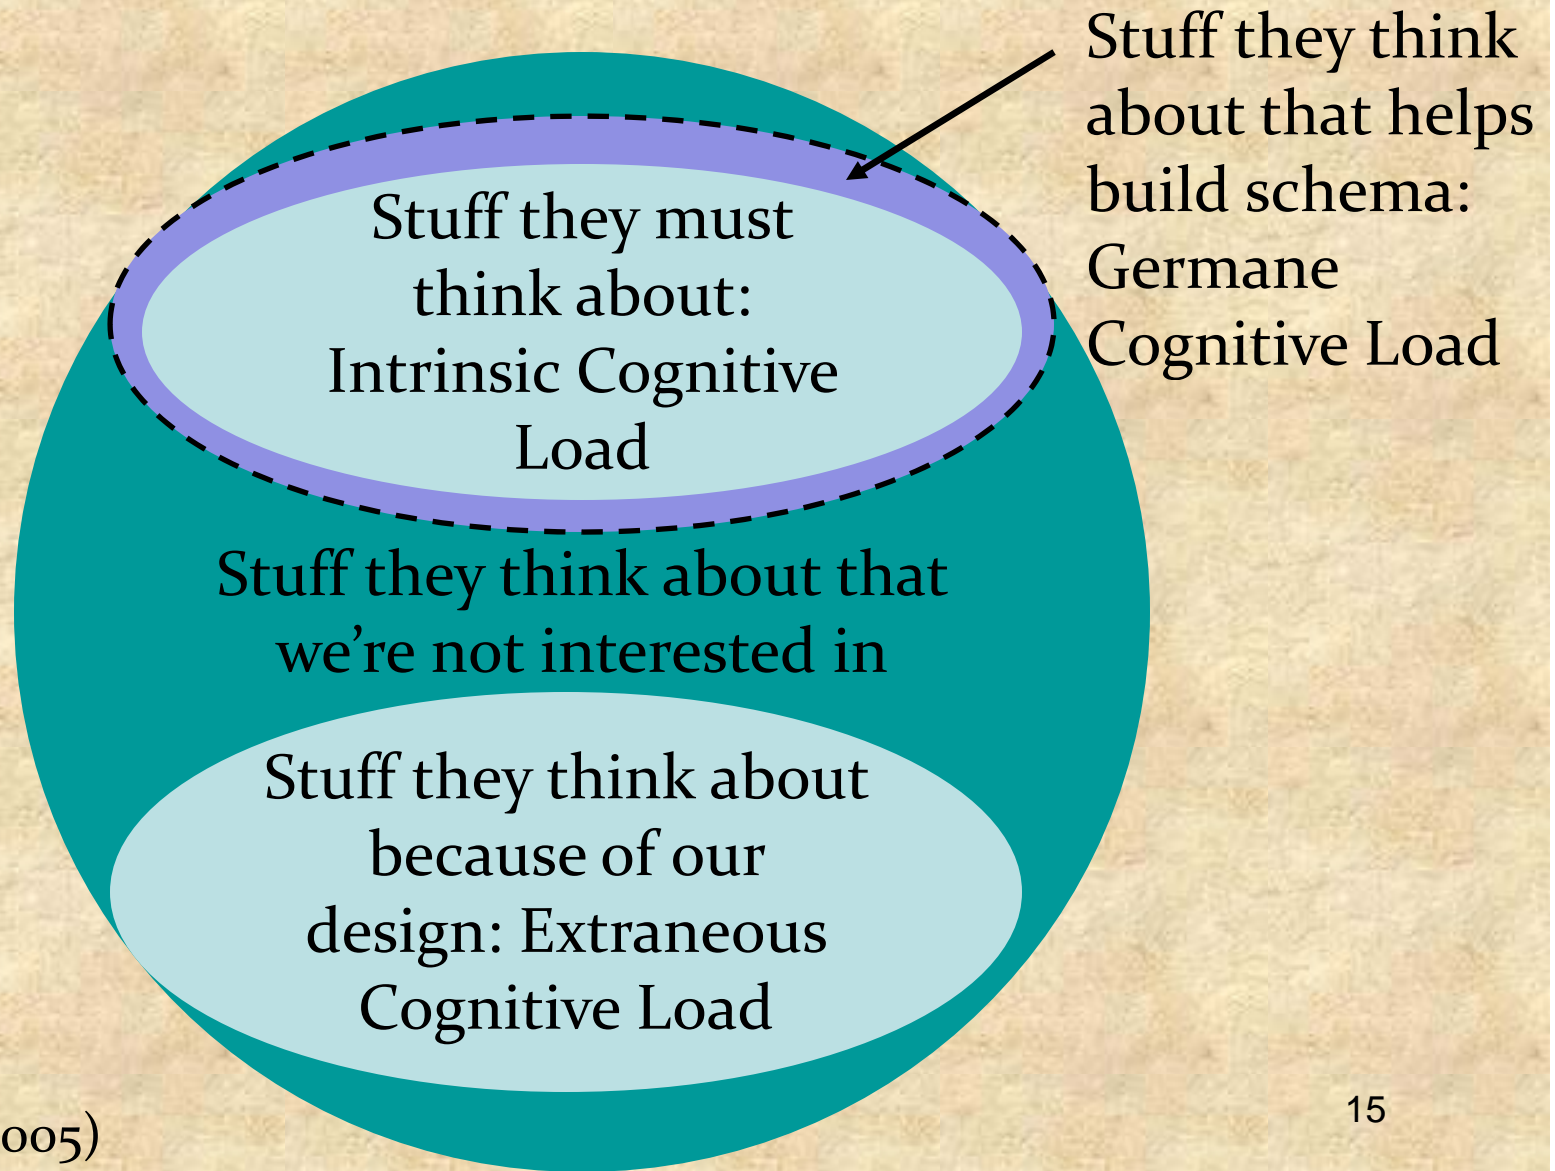 Stuff they think
about that helps
build schema:
Germane
Cognitive Load
Stuff they must
think about:
Intrinsic Cognitive
Load
Stuff they think about that
we’re not interested in
Stuff they think about
because of our
design: Extraneous
Cognitive Load
15
005)